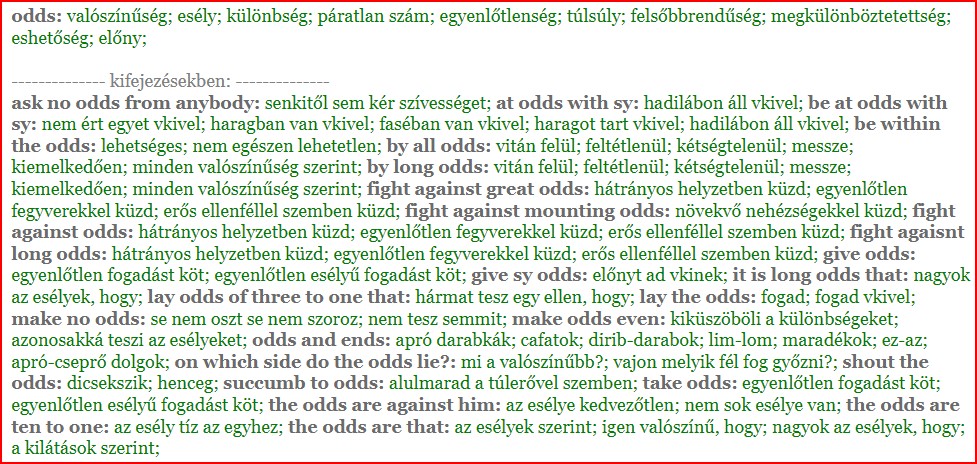 odds: valószínűség; esély; különbség; páratlan szám; egyenlőtlenség; túlsúly; felsőbbrendűség; megkülönböztetettség;
eshetőség; előny;
-------------- kifejezésekben: --------------
ask no odds from anybody: senkitől sem kér szívességet; at odds with sy: hadilábon áll vkivel; be at odds with
sy: nem ért egyet vkivel; haragban van vkivel; faséban van vkivel; haragot tart vkivel; hadilábon áll vkivel; be within
the odds: lehetséges; nem egészen lehetetlen; by all odds: vitán felül; feltétlenül; kétségtelenül; messze;
kiemelkedően; minden valószínűség szerint; by long odds: vitán felül; feltétlenül; kétségtelenül; messze;
kiemelkedően; minden valószínűség szerint; fight against great odds: hátrányos helyzetben küzd; egyenlőtlen
fegyverekkel küzd; erős ellenféllel szemben küzd; fight against mounting odds: növekvő nehézségekkel küzd; fight
against odds: hátrányos helyzetben küzd; egyenlőtlen fegyverekkel küzd; erős ellenféllel szemben küzd; fight agaisnt
long odds: hátrányos helyzetben küzd; egyenlőtlen fegyverekkel küzd; erős ellenféllel szemben küzd; give odds:
egyenlőtlen fogadást köt; egyenlőtlen esélyű fogadást köt; give sy odds: előnyt ad vkinek; it is long odds that: nagyok
az esélyek, hogy; lay odds of three to one that: hármat tesz egy ellen, hogy; lay the odds: fogad; fogad vkivel;
make no odds: se nem oszt se nem szoroz; nem tesz semmit; make odds even: kiküszöböli a különbségeket;
azonosakká teszi az esélyeket; odds and ends: apró darabkák; cafatok; dirib-darabok; lim-lom; maradékok; ez-az;
apró-cseprő dolgok; on which side do the odds lie?: mi a valószínűbb?; vajon melyik fél fog győzni?; shout the
odds: dicsekszik; henceg; succumb to odds: alulmarad a túlerővel szemben; take odds: egyenlőtlen fogadást köt;
egyenlőtlen esélyű fogadást köt; the odds are against him: az esélye kedvezőtlen; nem sok esélye van; the odds are
ten to one: az esély tíz az egyhez; the odds are that: az esélyek szerint; igen valószínű, hogy; nagyok az esélyek, hogy;
a kilátások szerint;